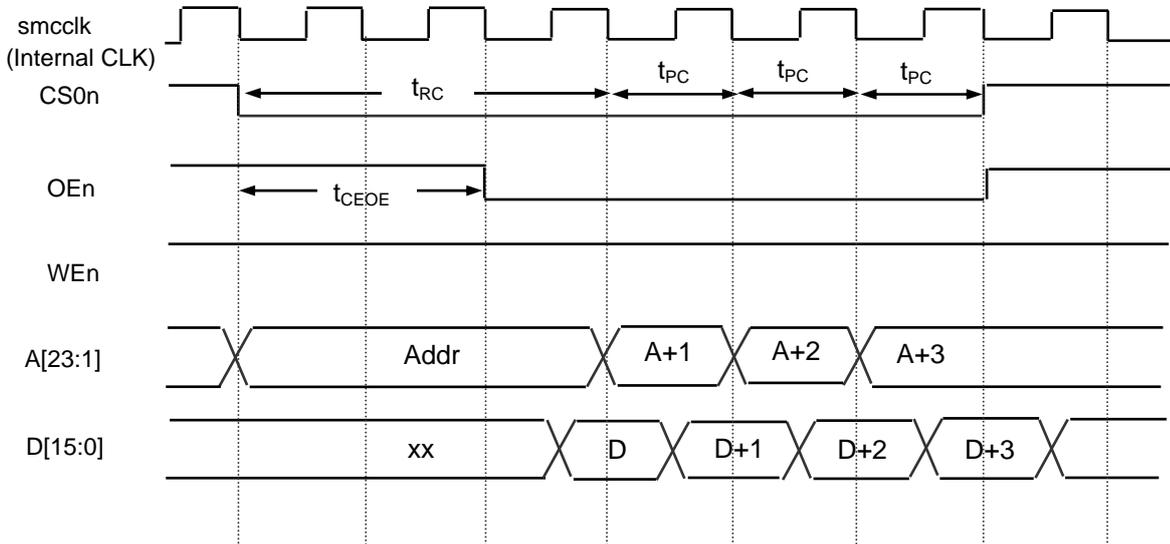 smcclk
(Internal CLK)
CS0n
tRC
tPC
tPC
tPC
OEn
tCEOE
WEn
A[23:1]
Addr
A+1
A+2
A+3
D[15:0]
xx
D
D+1
D+2
D+3